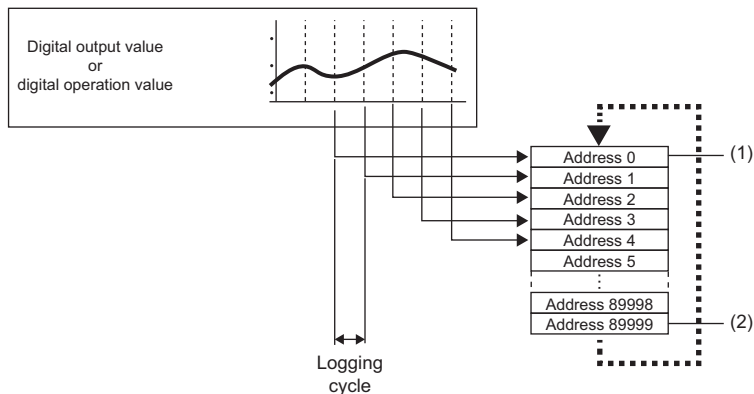 Digital output value
or
digital operation value
Address 0
(1)
Address 1
Address 2
Address 3
Address 4
Address 5
Address 89998
Address 89999
(2)
Logging
cycle